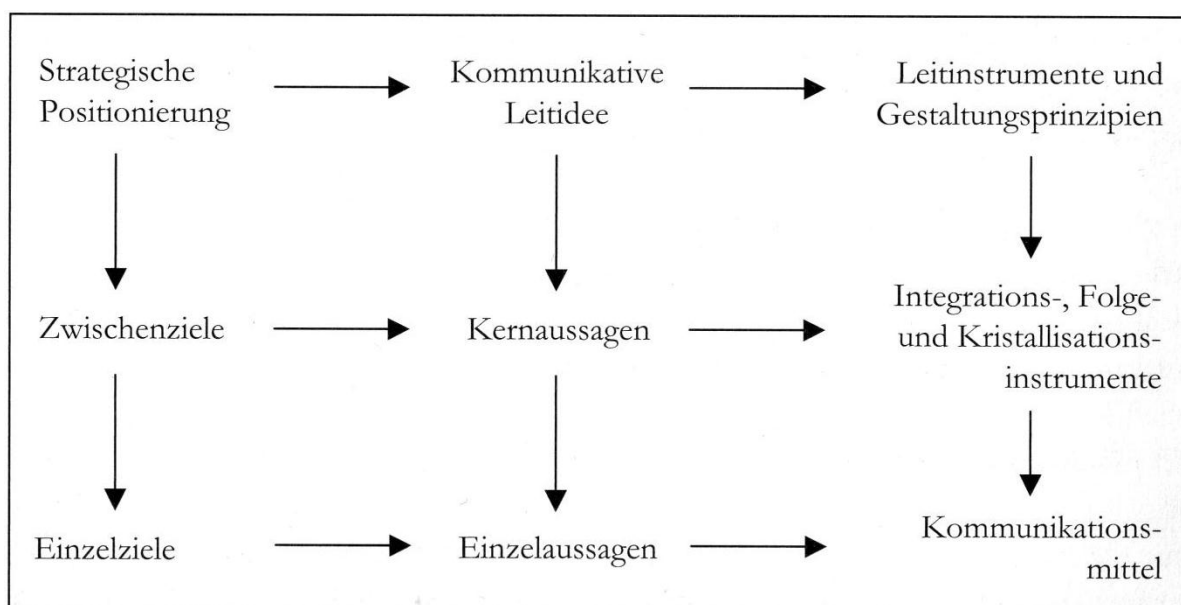 Strategische
Positionierung
Kommunikative
Leitidee
Leitinstrumente und
Gestaltungsprinzipien
Zwischenziele
Kernaussagen
Integrations-, Folge-
und Kristallisations-
instrumente
Einzelziele
Einzelaussagen
Kommunikations-
mittel